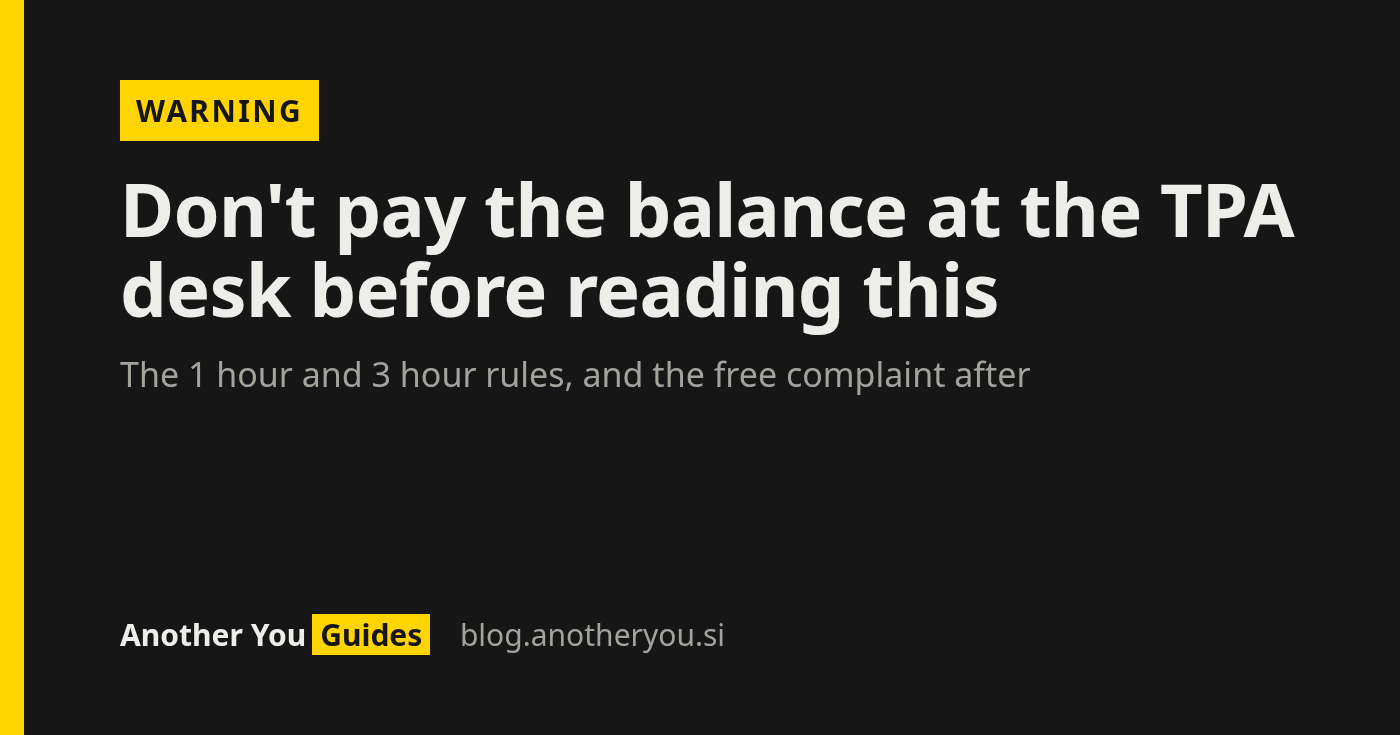 WARNING
Don't pay the balance at the TPA
desk before reading this
The 1 hour and 3 hour rules, and the free complaint after
Another You Guides blog.anotheryou.si